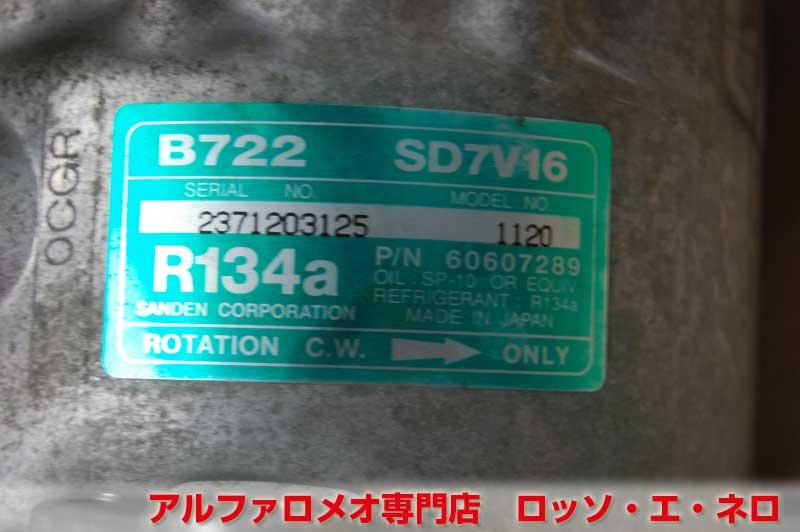 OCGR
B722 SD7V16
SERIAL NO. MODEL NO.
2371203125 1120
R134a P/N 60607289
OIL : SP-10 OR EQUIV
REFRIGERANT : R134a
SANDEN CORPORATION MADE IN JAPAN
ROTATION C.W. ONLY
アルファロメオ専門店 ロッソ・エ・ネロ